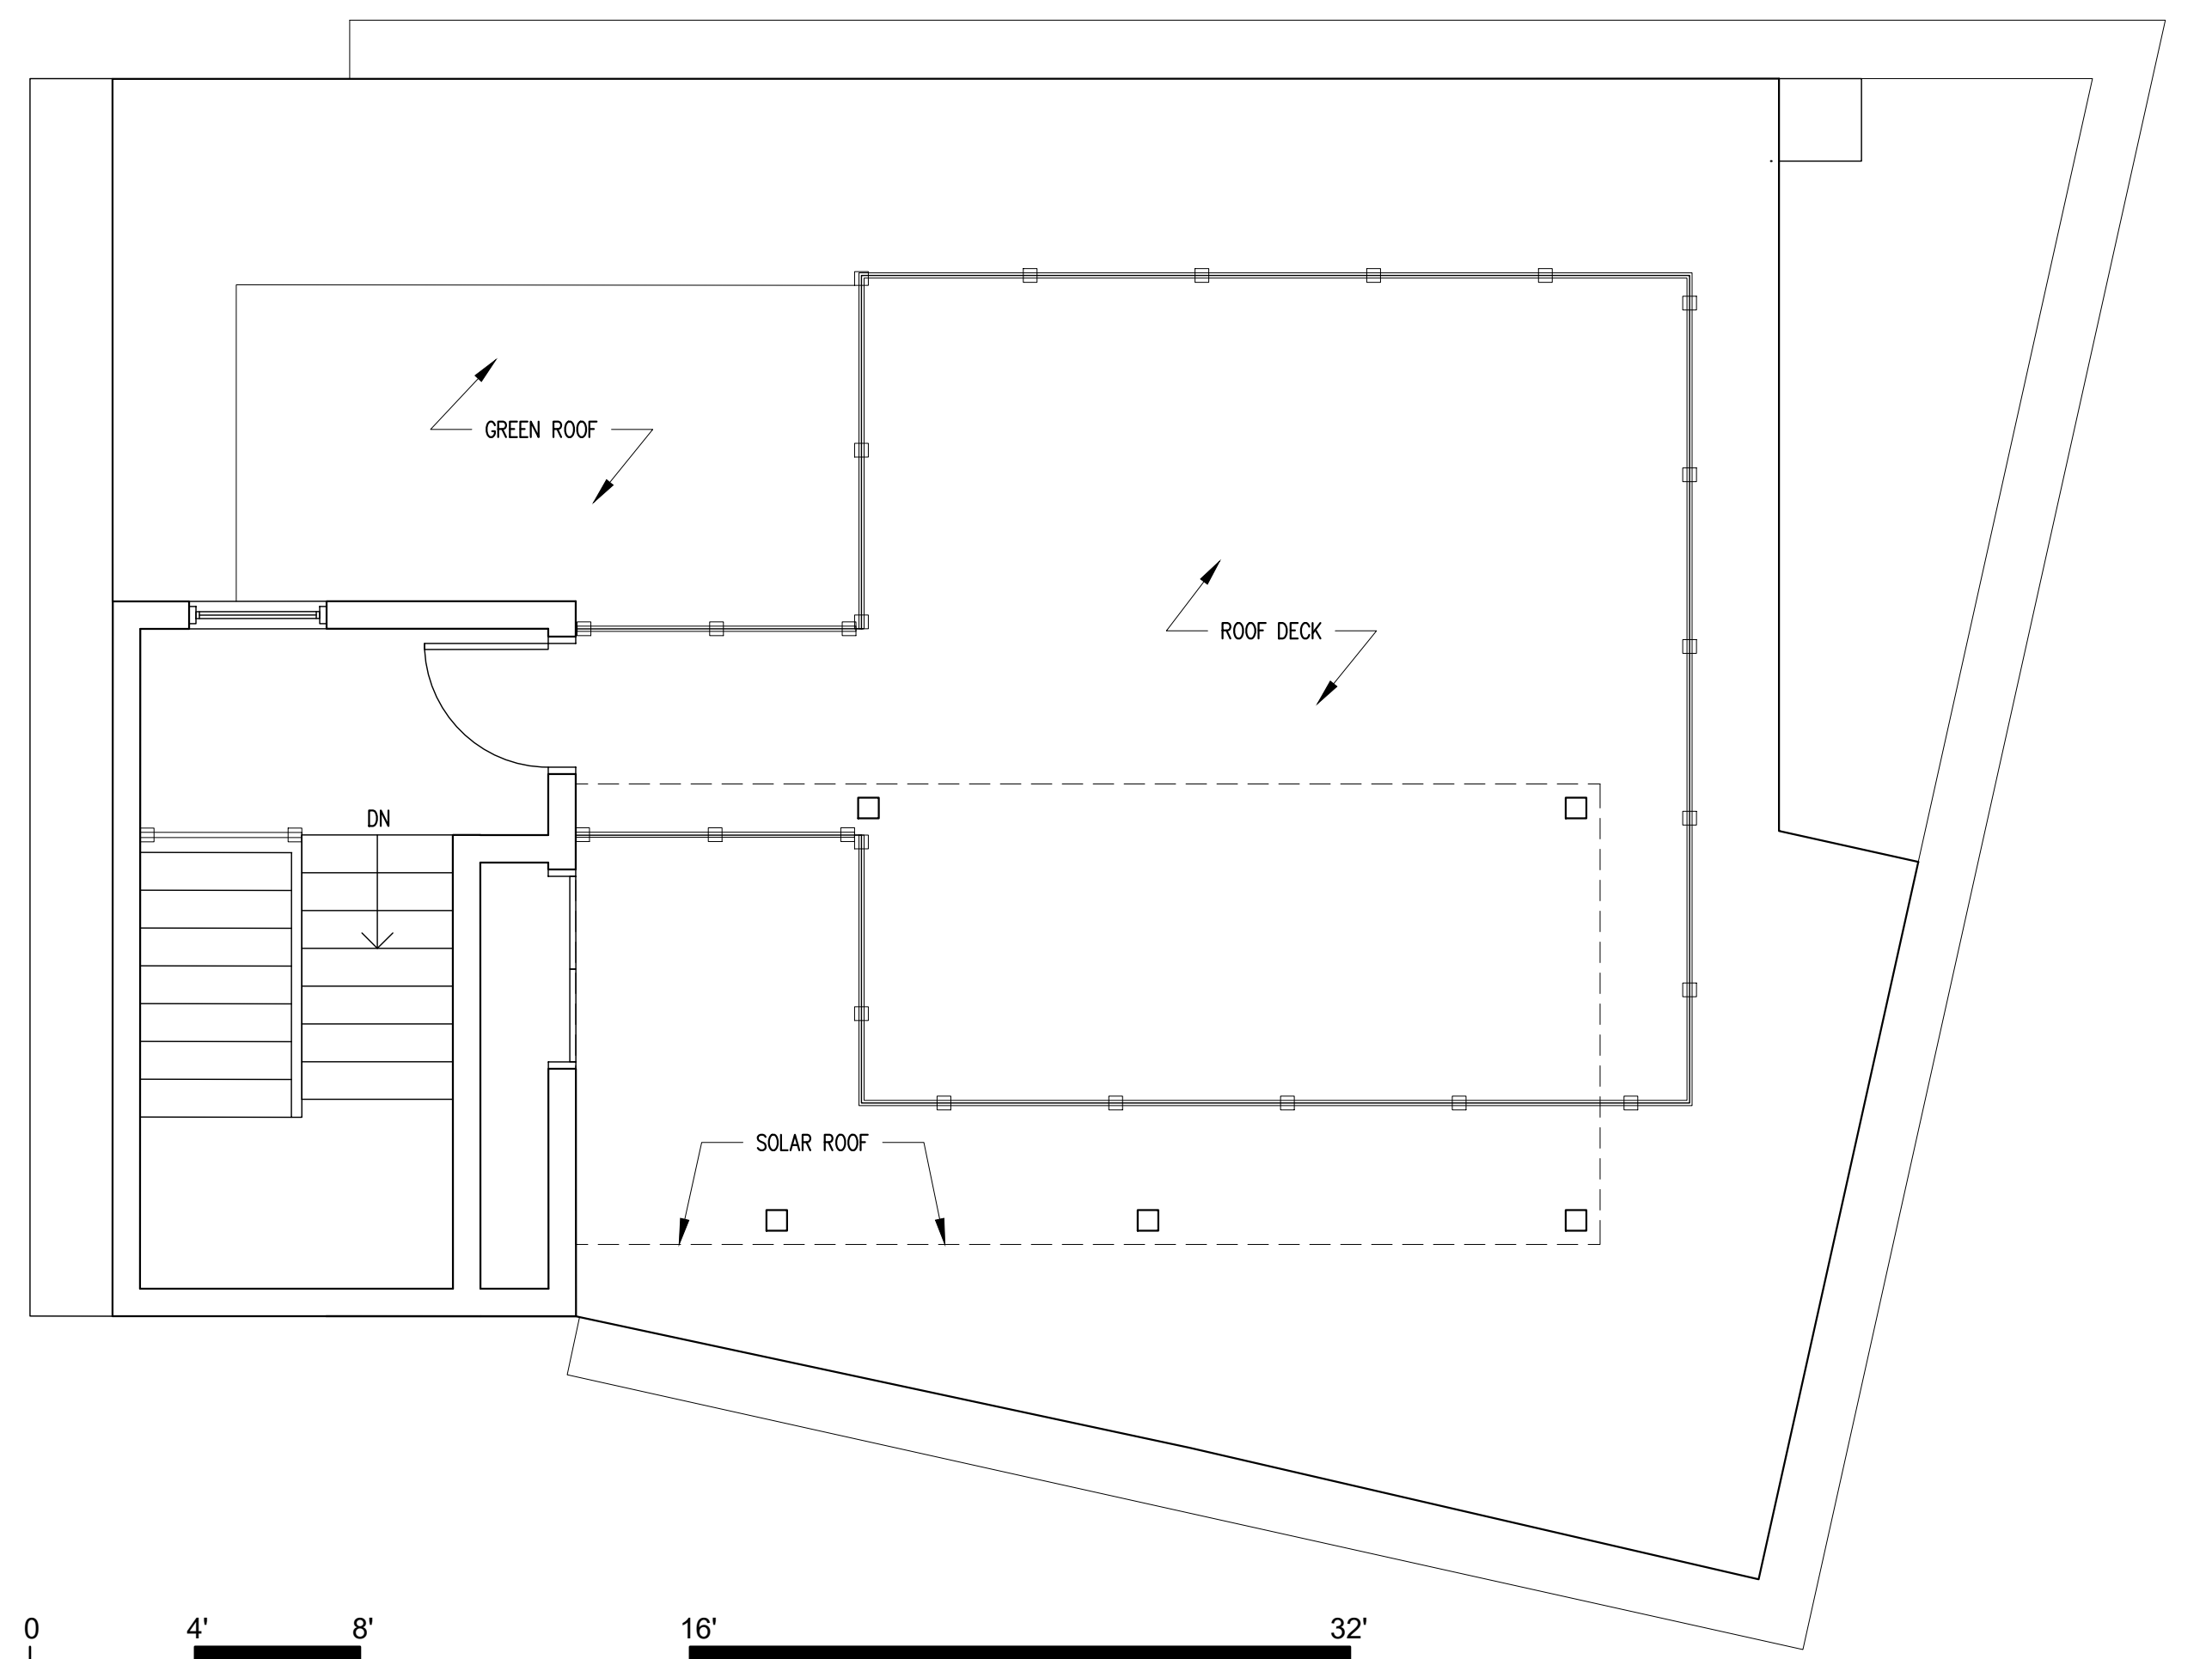 GREEN ROOF
ROOF DECK
DN
SOLAR ROOF
0 4' 8' 16' 32'